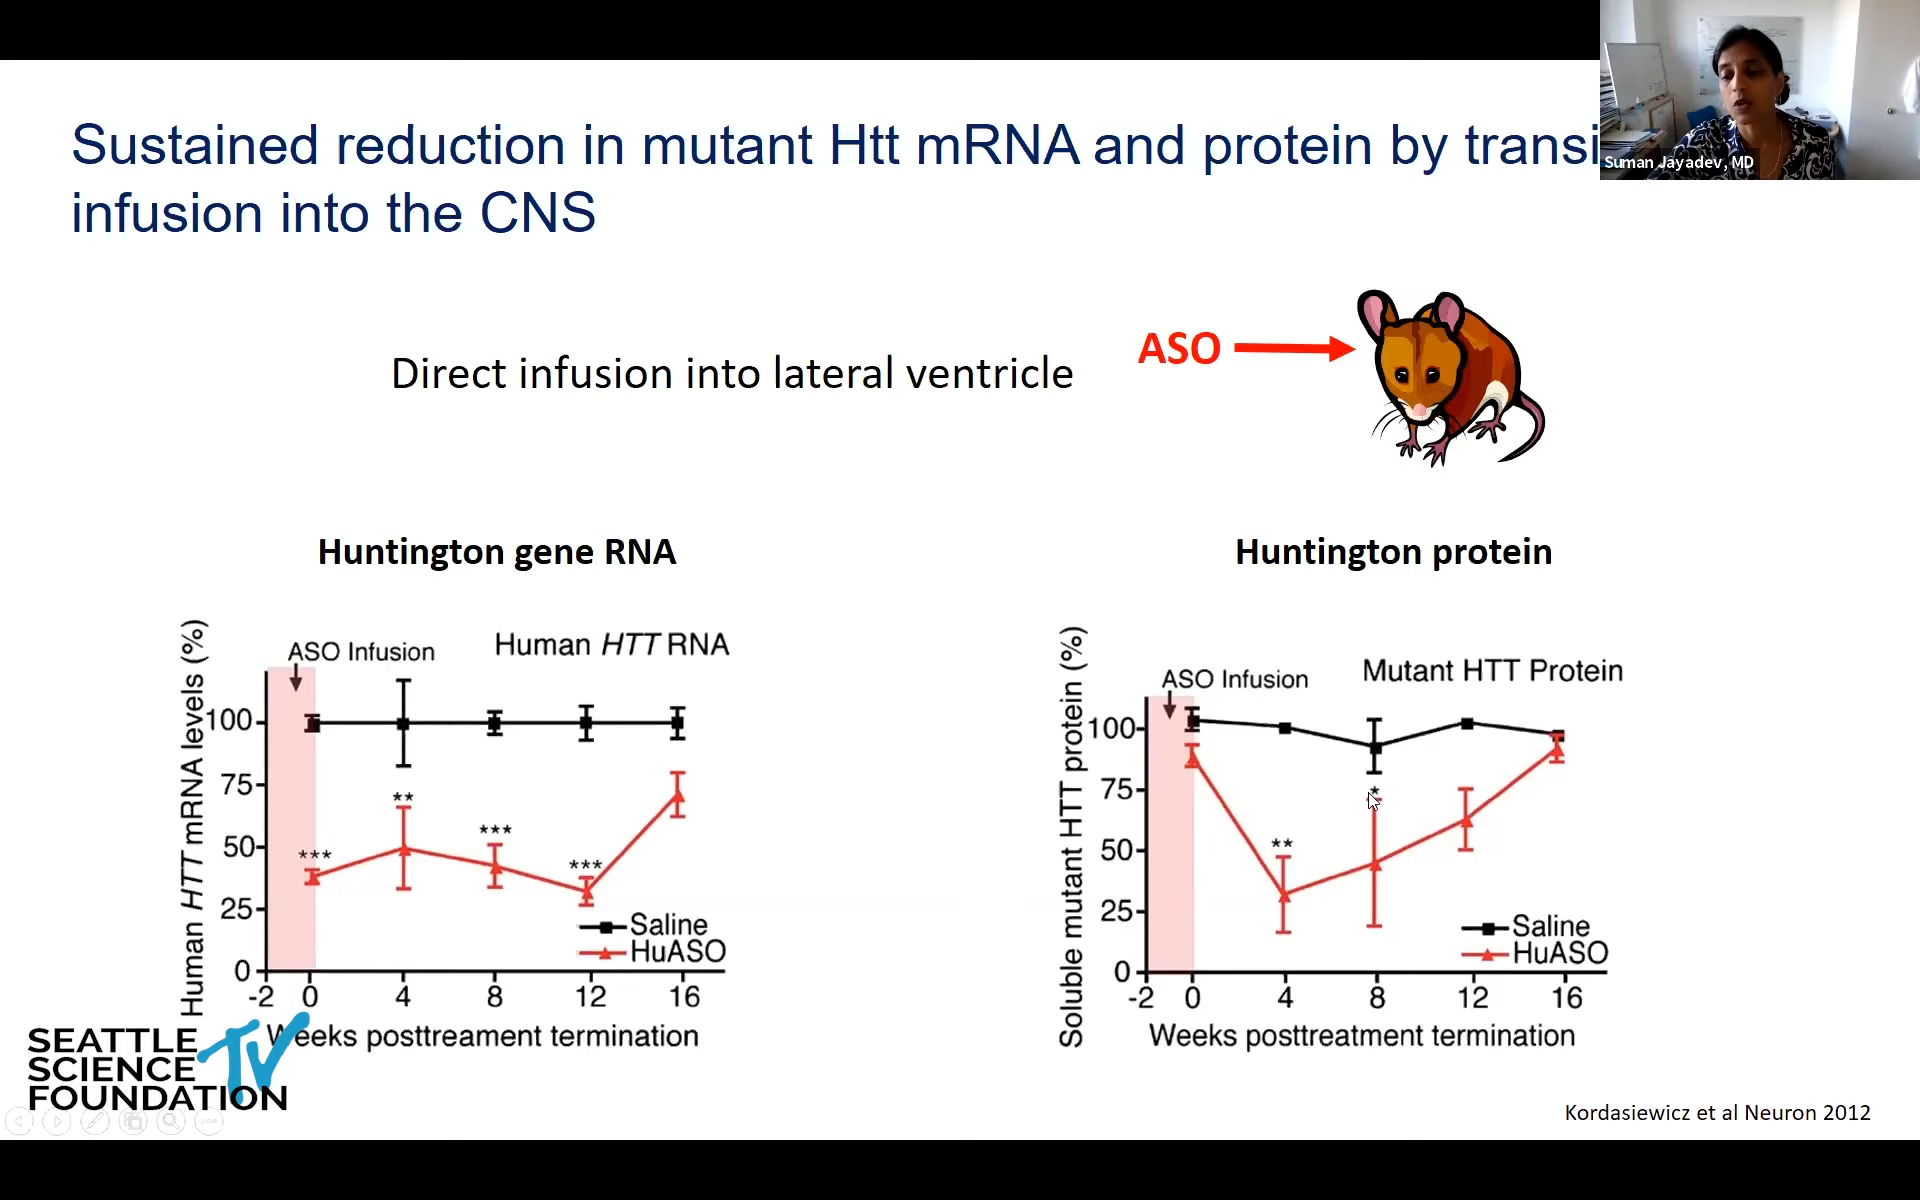 Sustained reduction in mutant Htt mRNA and protein by transi
infusion into the CNS
Suman Jayadev, MD
Direct infusion into lateral ventricle
ASO
Huntington gene RNA
Huntington protein
Human HTT mRNA levels (%)
ASO Infusion
Human HTT RNA
100
75
50
25
0
***
**
***
***
Saline
HuASO
-2 0 4 8 12 16
Weeks posttreament termination
Soluble mutant HTT protein (%)
ASO Infusion
Mutant HTT Protein
100
75
50
25
0
**
*
Saline
HuASO
-2 0 4 8 12 16
Weeks posttreatment termination
SEATTLE
SCIENCE
FOUNDATION
TV
Kordasiewicz et al Neuron 2012